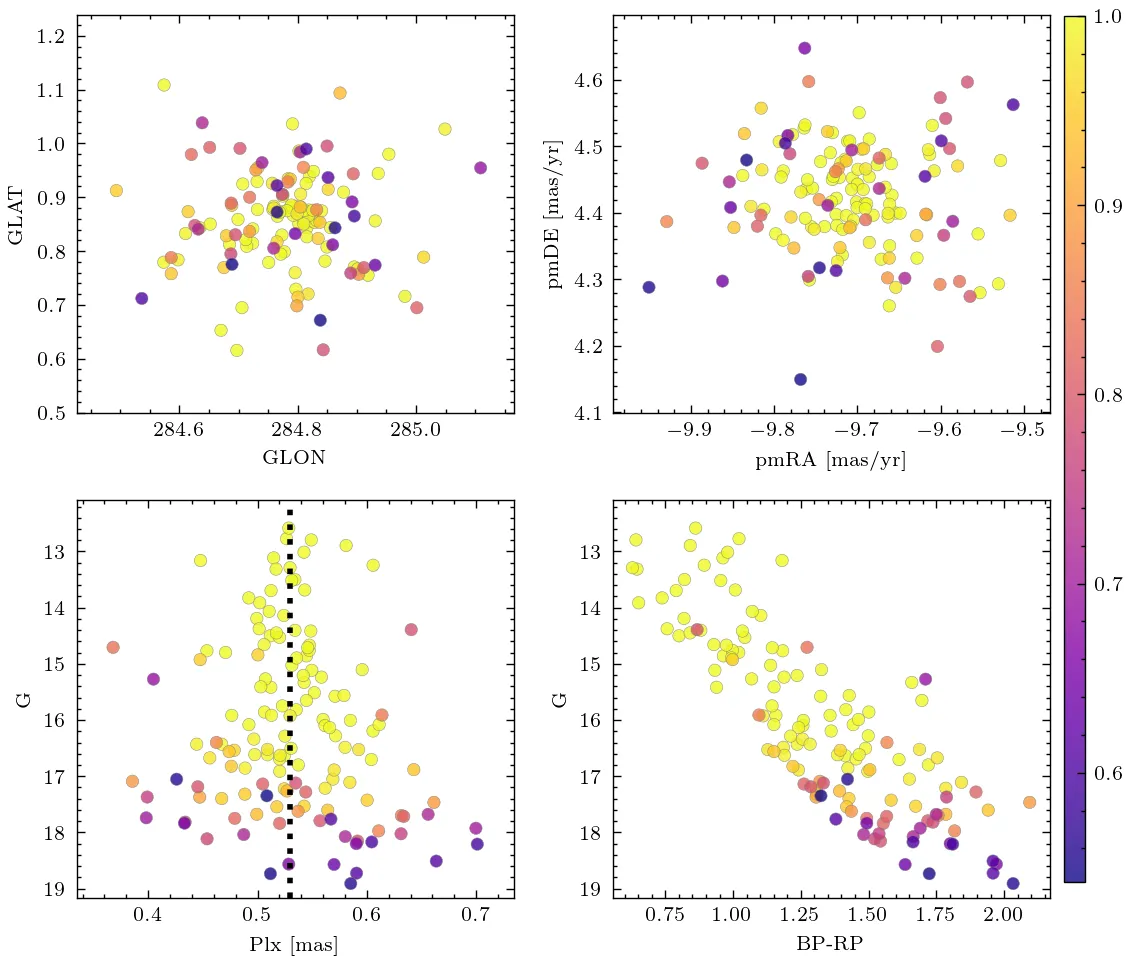 1.2
1.1
1.0
0.9
0.8
0.7
0.6
0.5
GLAT
284.6 284.8 285.0
GLON
4.6
4.5
4.4
4.3
4.2
4.1
pmDE [mas/yr]
−9.9 −9.8 −9.7 −9.6 −9.5
pmRA [mas/yr]
1.0
0.9
0.8
0.7
0.6
13
14
15
16
17
18
19
G
0.4 0.5 0.6 0.7
Plx [mas]
13
14
15
16
17
18
19
G
0.75 1.00 1.25 1.50 1.75 2.00
BP-RP